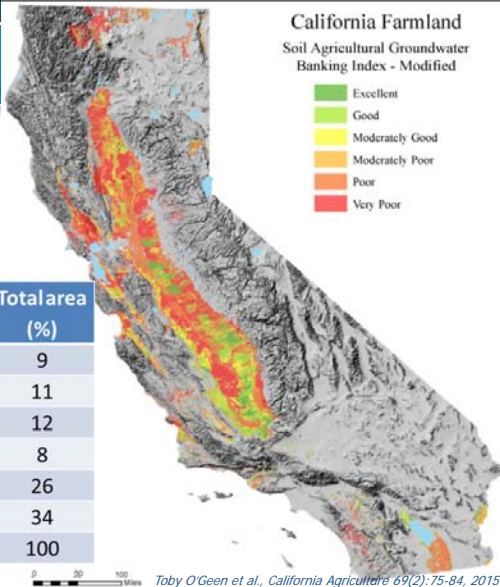 California Farmland
Soil Agricultural Groundwater
Banking Index - Modified
Excellent
Good
Moderately Good
Moderately Poor
Poor
Very Poor
Total area
(%)
9
11
12
8
26
34
100
0 50 100
Miles
Toby O'Geen et al., California Agriculture 69(2):75-84, 2015